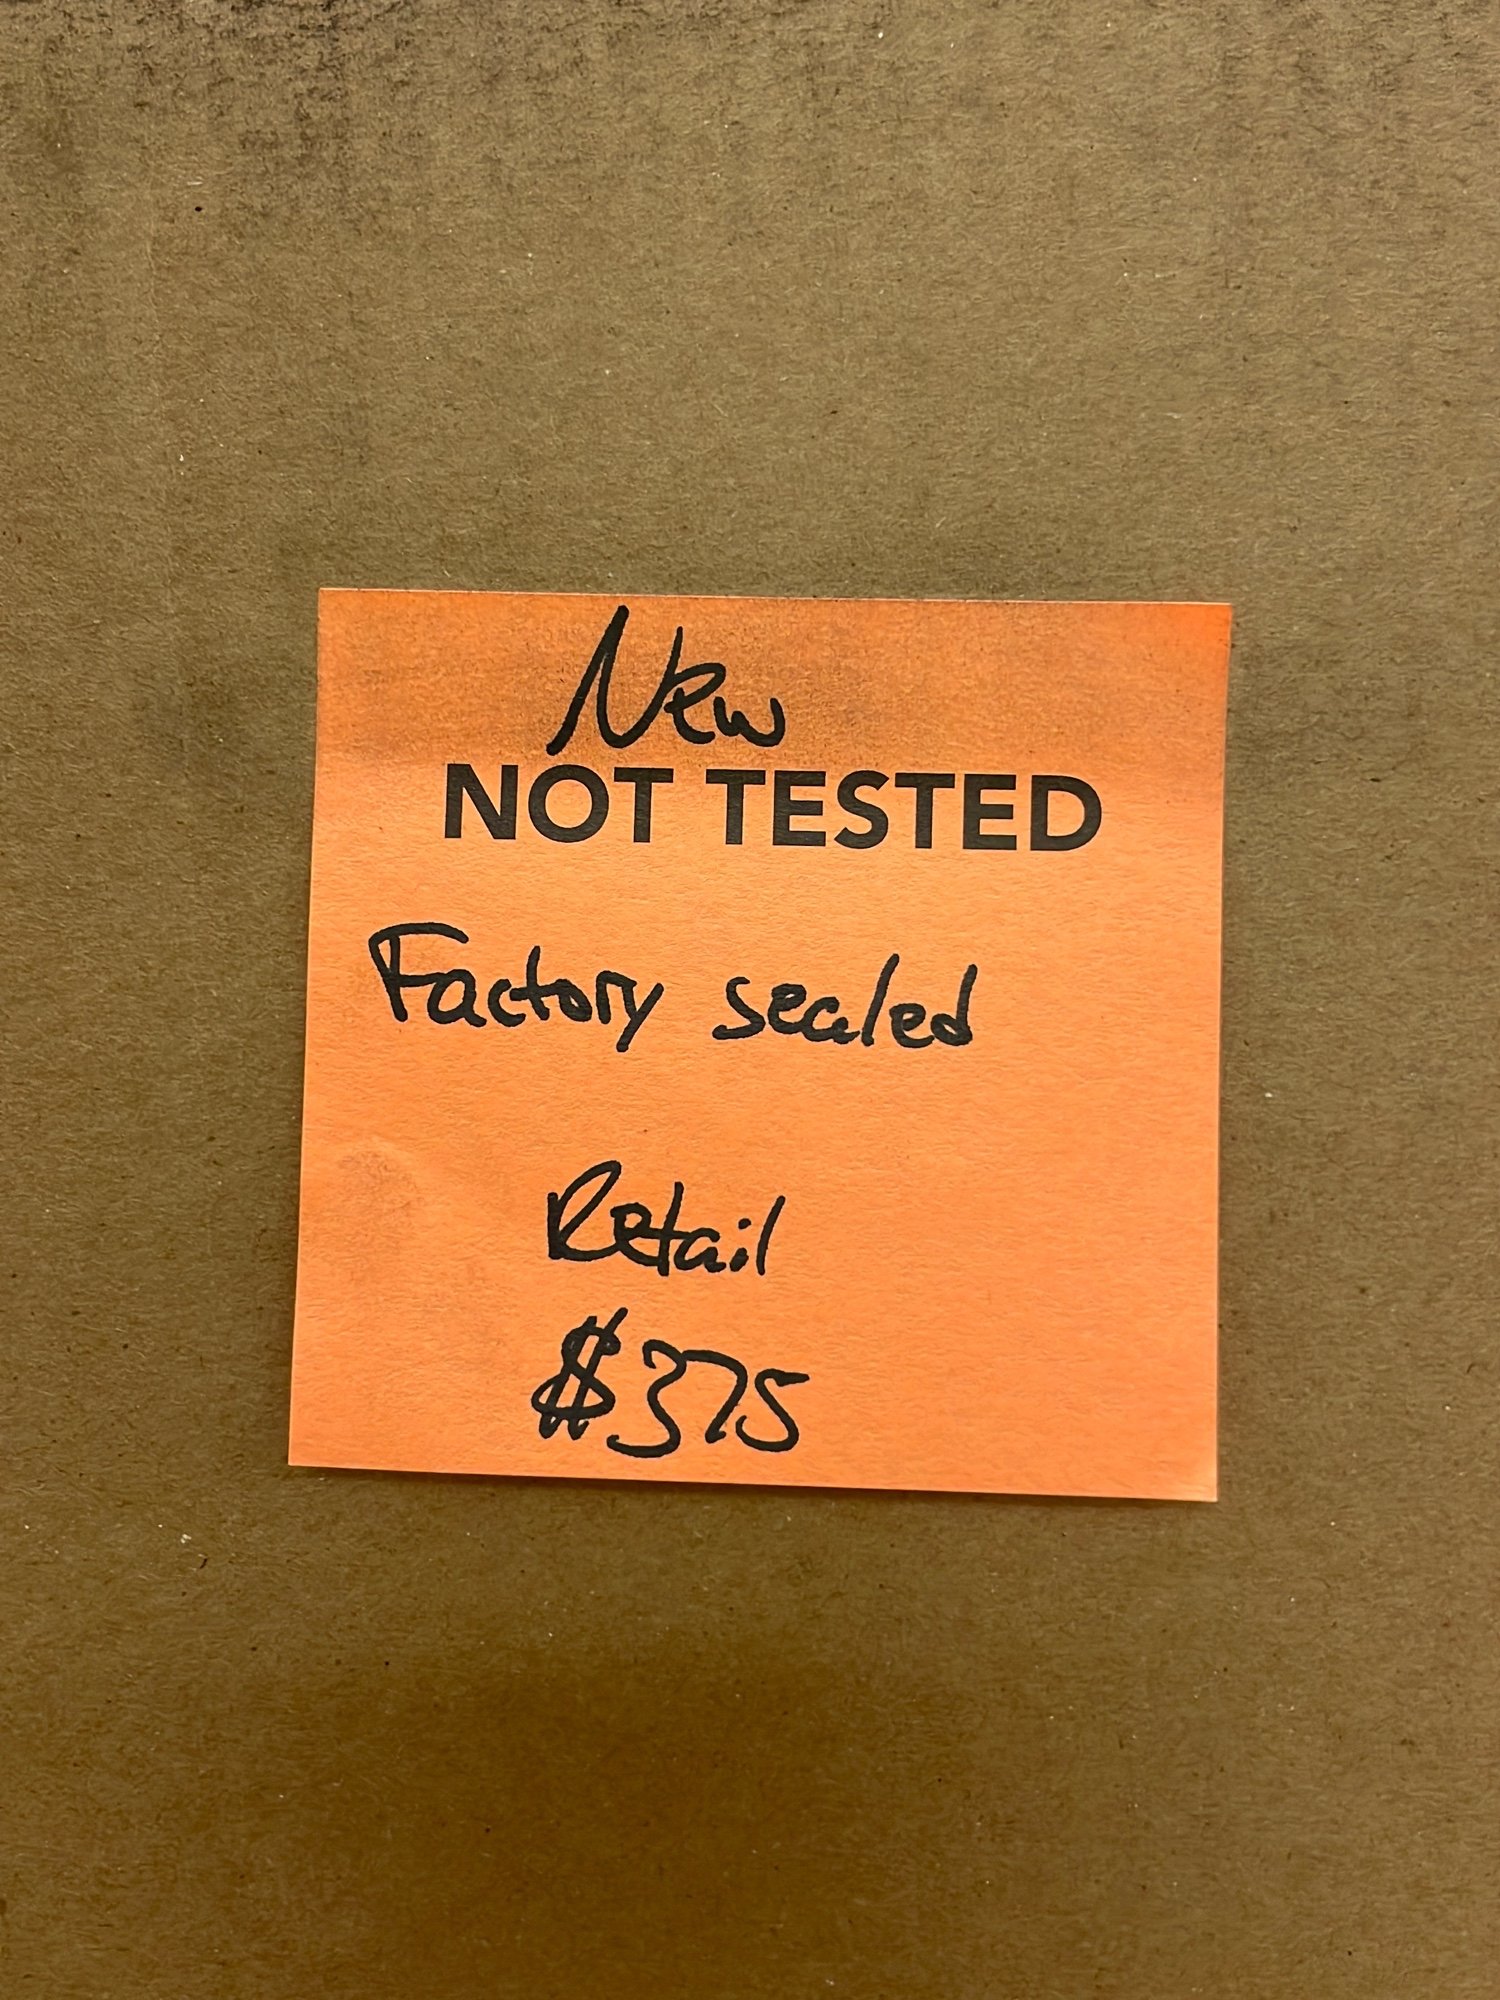 New
NOT TESTED
Factory sealed
Retail
$375